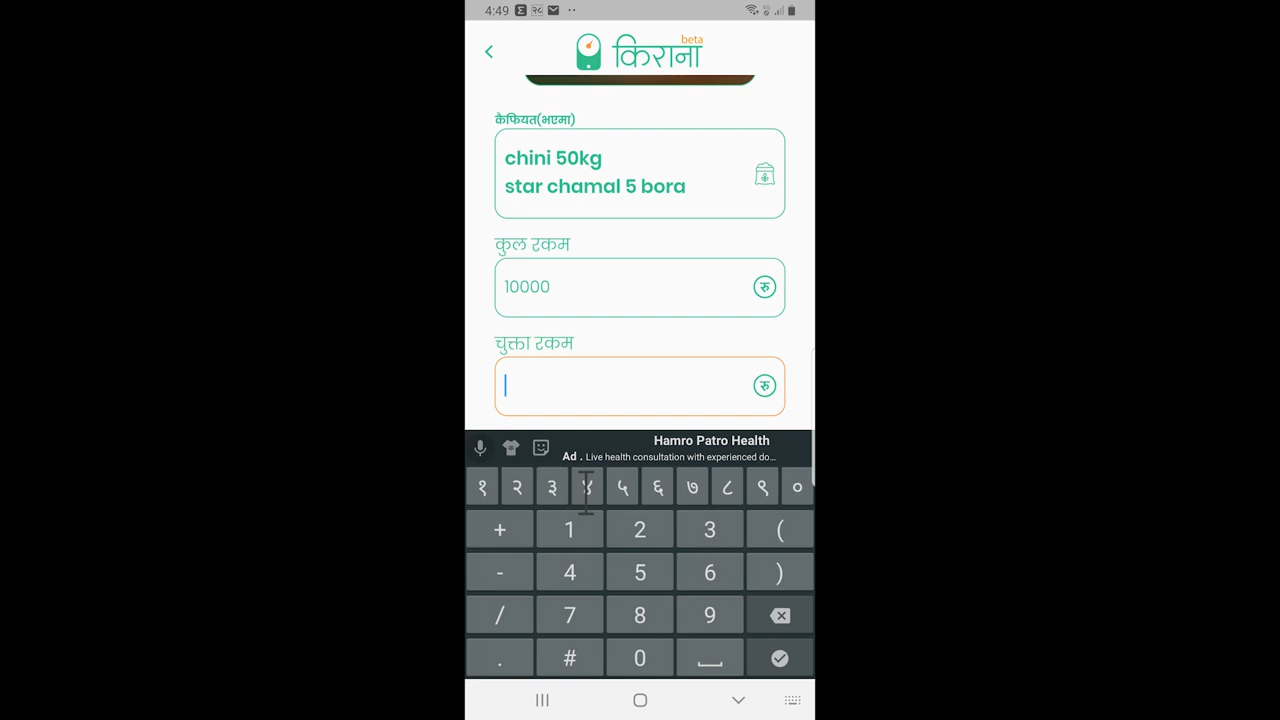 4:49 Σ २८
beta
किराना
कैफियत(भएमा)
chini 50kg
star chamal 5 bora
कुल रकम
10000 रु
चुक्ता रकम
रु
Hamro Patro Health
Ad . Live health consultation with experienced do...
१ २ ३ ४ ५ ६ ७ ८ ९ ०
+ 1 2 3 (
- 4 5 6 )
/ 7 8 9
. # 0